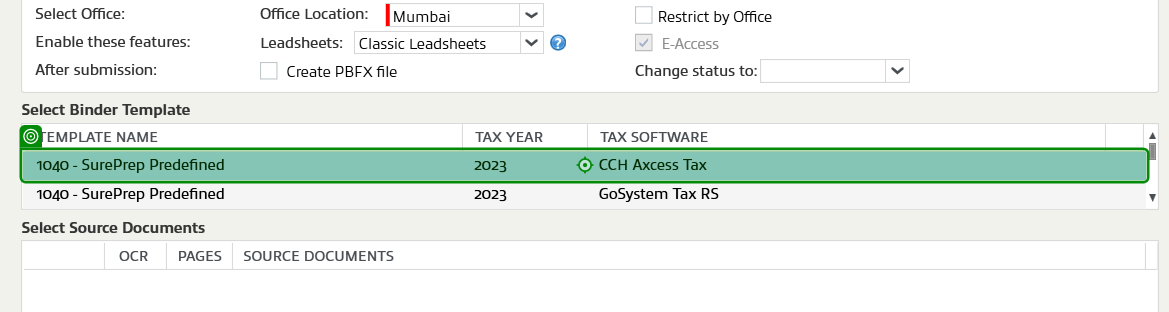 Select Office: Office Location: Mumbai Restrict by Office
Enable these features: Leadsheets: Classic Leadsheets ? E-Access
After submission: Create PBFX file Change status to:
Select Binder Template
TEMPLATE NAME TAX YEAR TAX SOFTWARE
1040 - SurePrep Predefined 2023 CCH Axcess Tax
1040 - SurePrep Predefined 2023 GoSystem Tax RS
Select Source Documents
OCR PAGES SOURCE DOCUMENTS